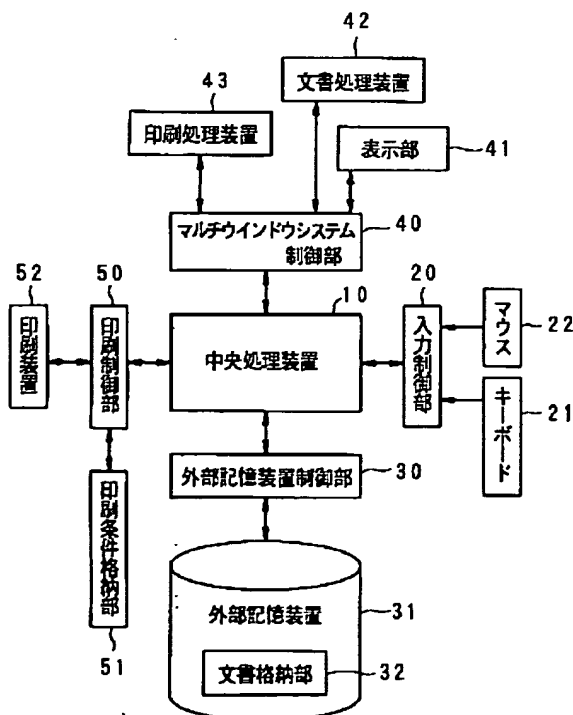 42
文書処理装置
43
印刷処理装置
表示部
41
マルチウインドウシステム
制御部
40
52
50
10
20
印刷装置
印刷制御部
中央処理装置
入力制御部
マウス
22
キーボード
21
外部記憶装置制御部
30
印刷条件格納部
51
外部記憶装置
31
文書格納部
32